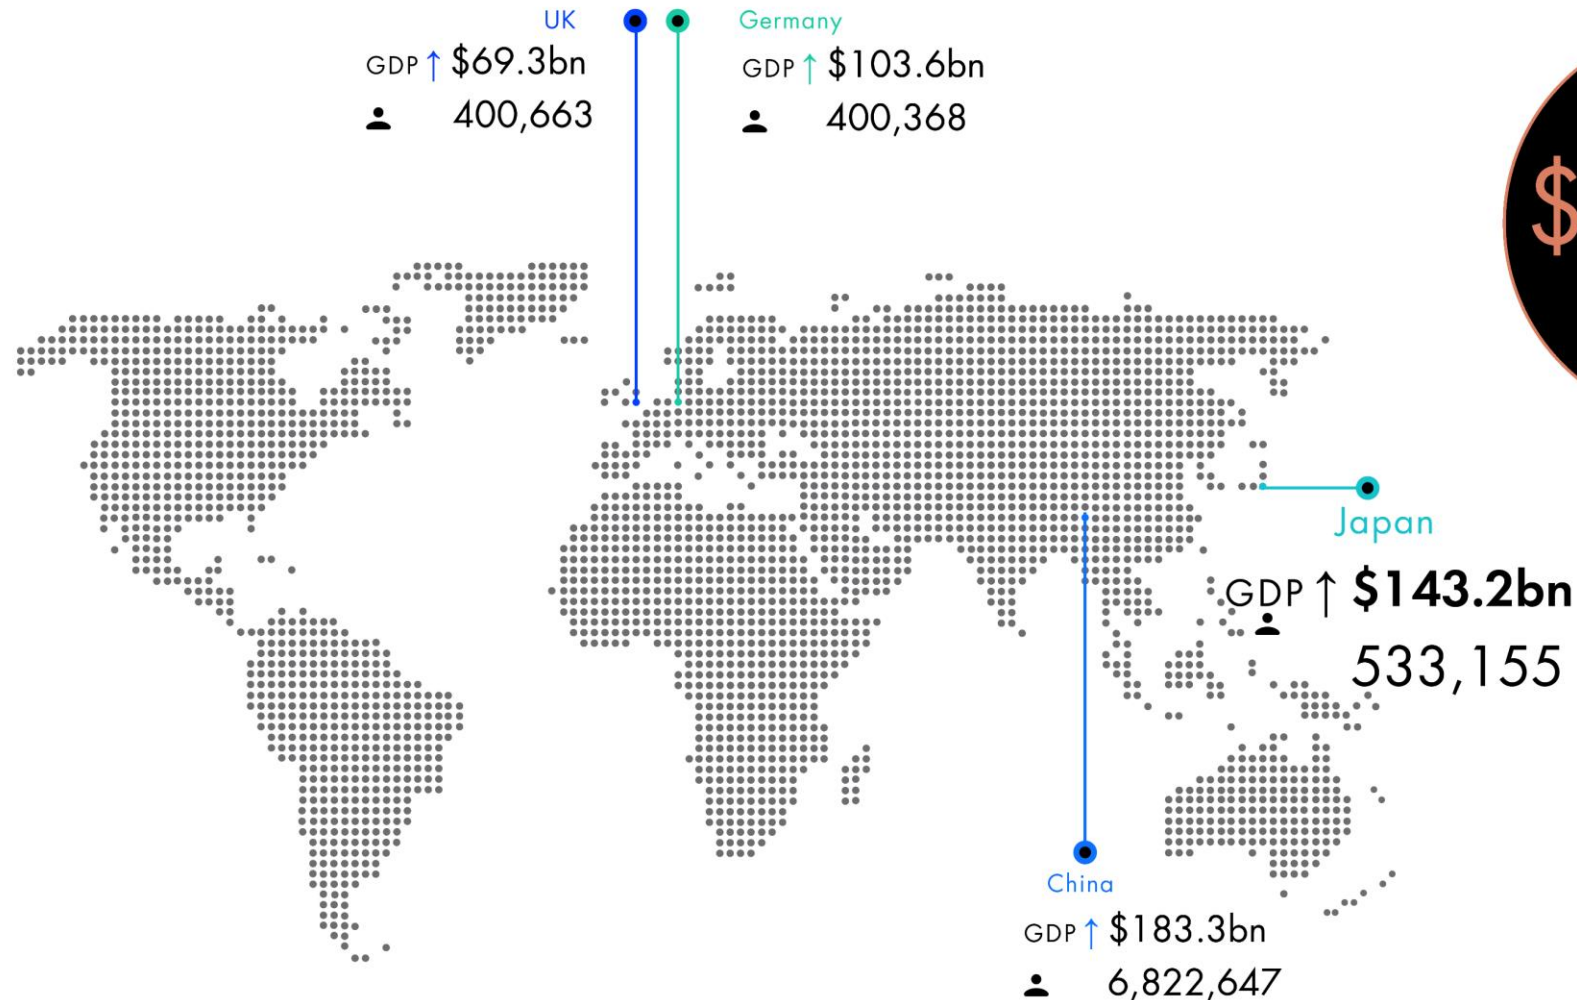 UK
GDP ↑ $69.3bn
400,663
Germany
GDP ↑ $103.6bn
400,368
$
Japan
GDP ↑ $143.2bn
533,155
China
GDP ↑ $183.3bn
6,822,647